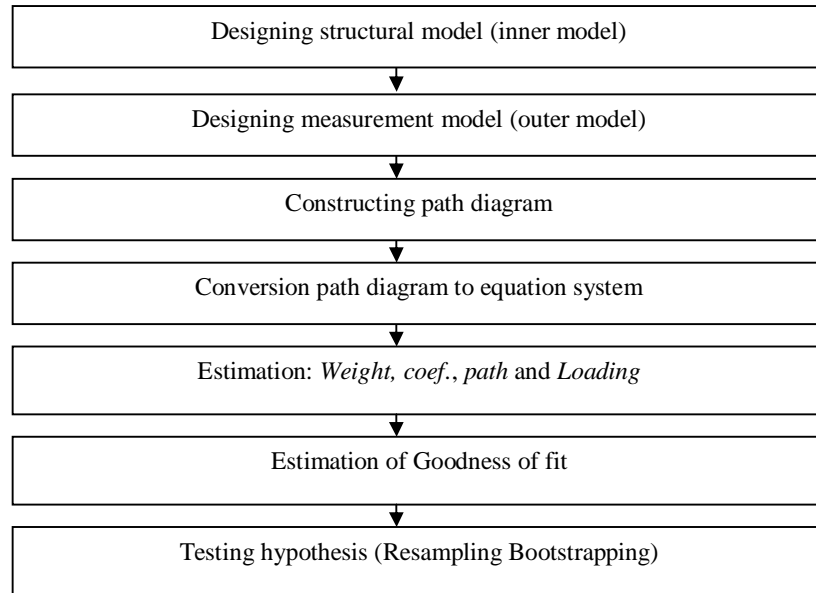 Designing structural model (inner model)
Designing measurement model (outer model)
Constructing path diagram
Conversion path diagram to equation system
Estimation: Weight, coef., path and Loading
Estimation of Goodness of fit
Testing hypothesis (Resampling Bootstrapping)